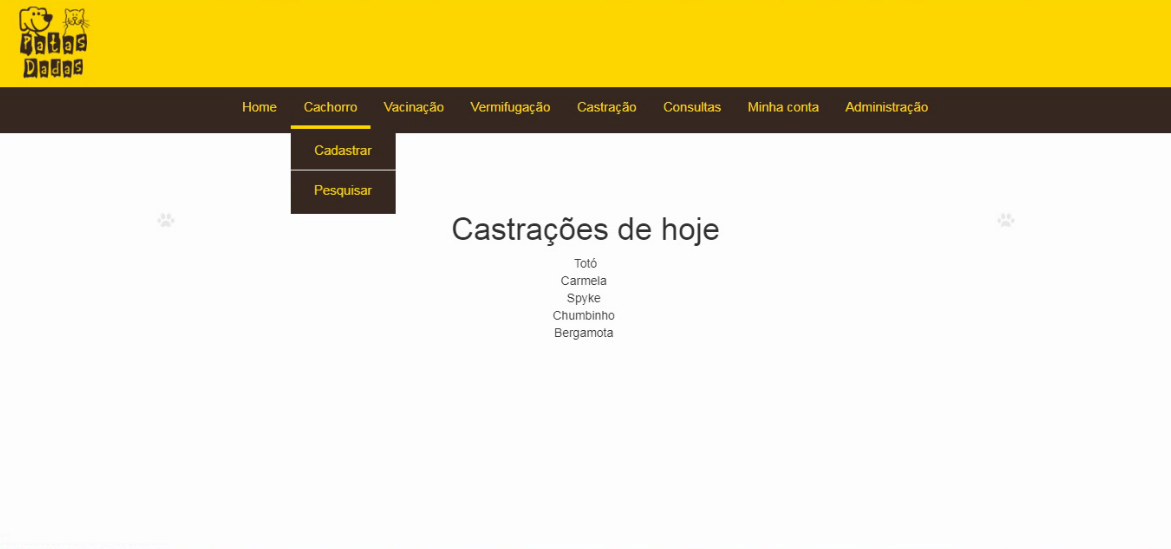 Patas
Dadas
Home Cachorro Vacinação Vermifugação Castração Consultas Minha conta Administração
Cadastrar
Pesquisar
Castrações de hoje
Totó
Carmela
Spyke
Chumbinho
Bergamota